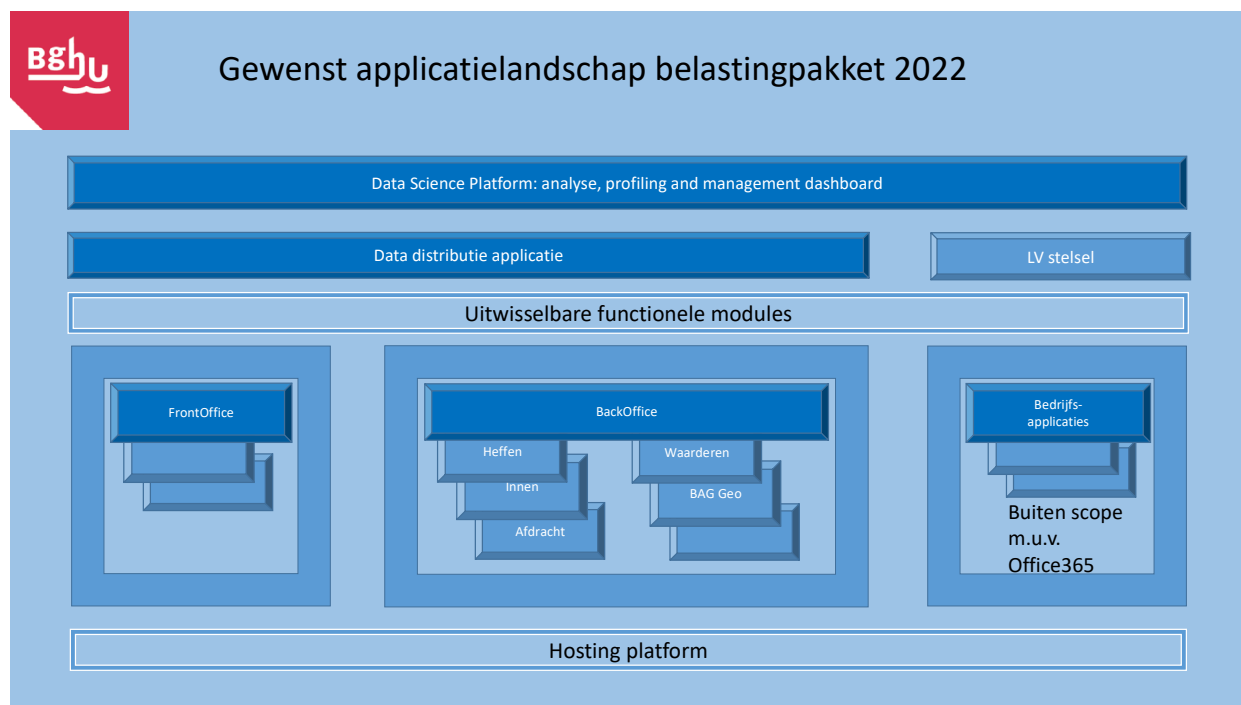 BghU
Gewenst applicatielandschap belastingpakket 2022
Data Science Platform: analyse, profiling and management dashboard
Data distributie applicatie
LV stelsel
Uitwisselbare functionele modules
FrontOffice
BackOffice
Heffen
Innen
Afdracht
Waarderen
BAG Geo
Bedrijfs-
applicaties
Buiten scope
m.u.v.
Office365
Hosting platform